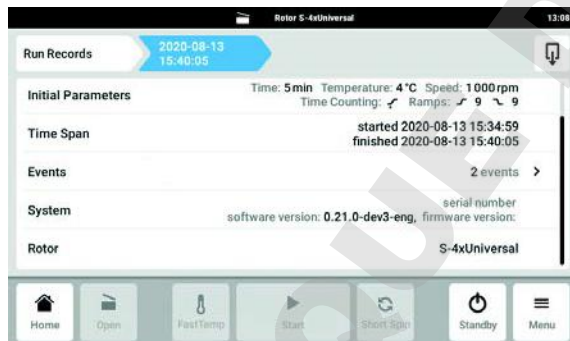 Rotor S-4xUniversal 13:08
Run Records 2020-08-13 15:40:05
Initial Parameters Time: 5 min Temperature: 4°C Speed: 1000 rpm
Time Counting: Ramps: 9 9
Time Span started 2020-08-13 15:34:59
finished 2020-08-13 15:40:05
Events 2 events >
System serial number
software version: 0.21.0-dev3-eng, firmware version:
Rotor S-4xUniversal
Home Open FastTemp Start Short Spin Standby Menu